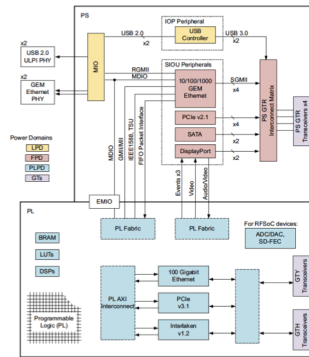 PS
IOP Peripheral
x2
USB 2.0
ULPI PHY
x2
GEM
Ethernet
PHY
MIO
USB 2.0
x2
USB
Controller
USB 3.0
x2
SIOU Peripherals
RGMII
MDIO
10/100/1000
GEM
Ethernet
SGMII
x4
PCIe v2.1
x4
SATA
x2
DisplayPort
x2
PS GTR
Interconnect Matrix
PS GTR
Transceivers x4
Power Domains
LPD
FPD
PLPD
GTs
MDIO
GMII/MII
IEEE1588, TSU
FIFO Packet Interface
Events x3
Video
Audio/Video
EMIO
PL
PL Fabric
PL Fabric
For RFSoC devices:
ADC/DAC,
SD-FEC
BRAM
LUTs
DSPs
Programmable
Logic (PL)
PL AXI
Interconnect
100 Gigabit
Ethernet
PCIe
v3.1
Interlaken
v1.2
GTY
Transceivers
GTH
Transceivers